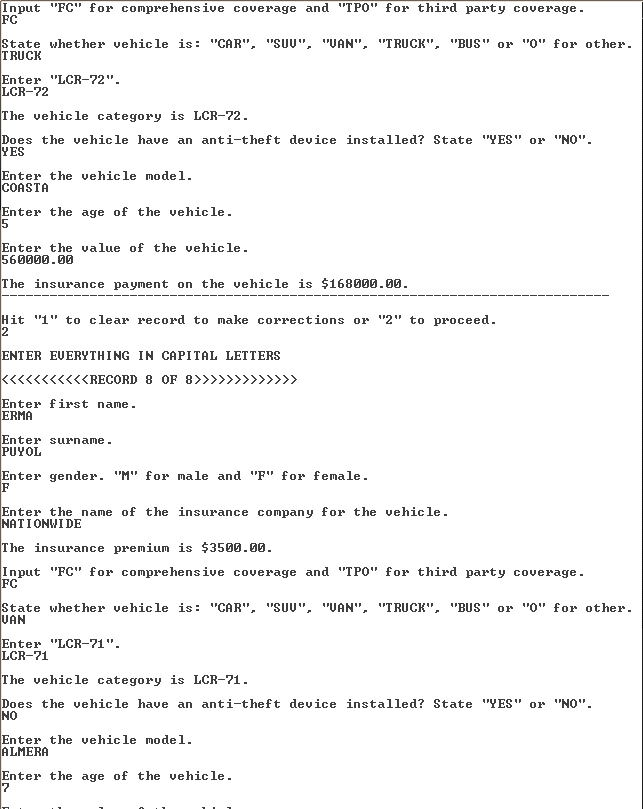 Input "FC" for comprehensive coverage and "TPO" for third party coverage.
FC
State whether vehicle is: "CAR", "SUV", "VAN", "TRUCK", "BUS" or "O" for other.
TRUCK
Enter "LCR-72".
LCR-72
The vehicle category is LCR-72.
Does the vehicle have an anti-theft device installed? State "YES" or "NO".
YES
Enter the vehicle model.
COASTA
Enter the age of the vehicle.
5
Enter the value of the vehicle.
560000.00
The insurance payment on the vehicle is $168000.00.
----------------------------------------------------------------------------
Hit "1" to clear record to make corrections or "2" to proceed.
2
ENTER EVERYTHING IN CAPITAL LETTERS
<<<<<<<<<<<RECORD 8 OF 8>>>>>>>>>>>>>
Enter first name.
ERMA
Enter surname.
PUYOL
Enter gender. "M" for male and "F" for female.
F
Enter the name of the insurance company for the vehicle.
NATIONWIDE
The insurance premium is $3500.00.
Input "FC" for comprehensive coverage and "TPO" for third party coverage.
FC
State whether vehicle is: "CAR", "SUV", "VAN", "TRUCK", "BUS" or "O" for other.
VAN
Enter "LCR-71".
LCR-71
The vehicle category is LCR-71.
Does the vehicle have an anti-theft device installed? State "YES" or "NO".
NO
Enter the vehicle model.
ALMERA
Enter the age of the vehicle.
7